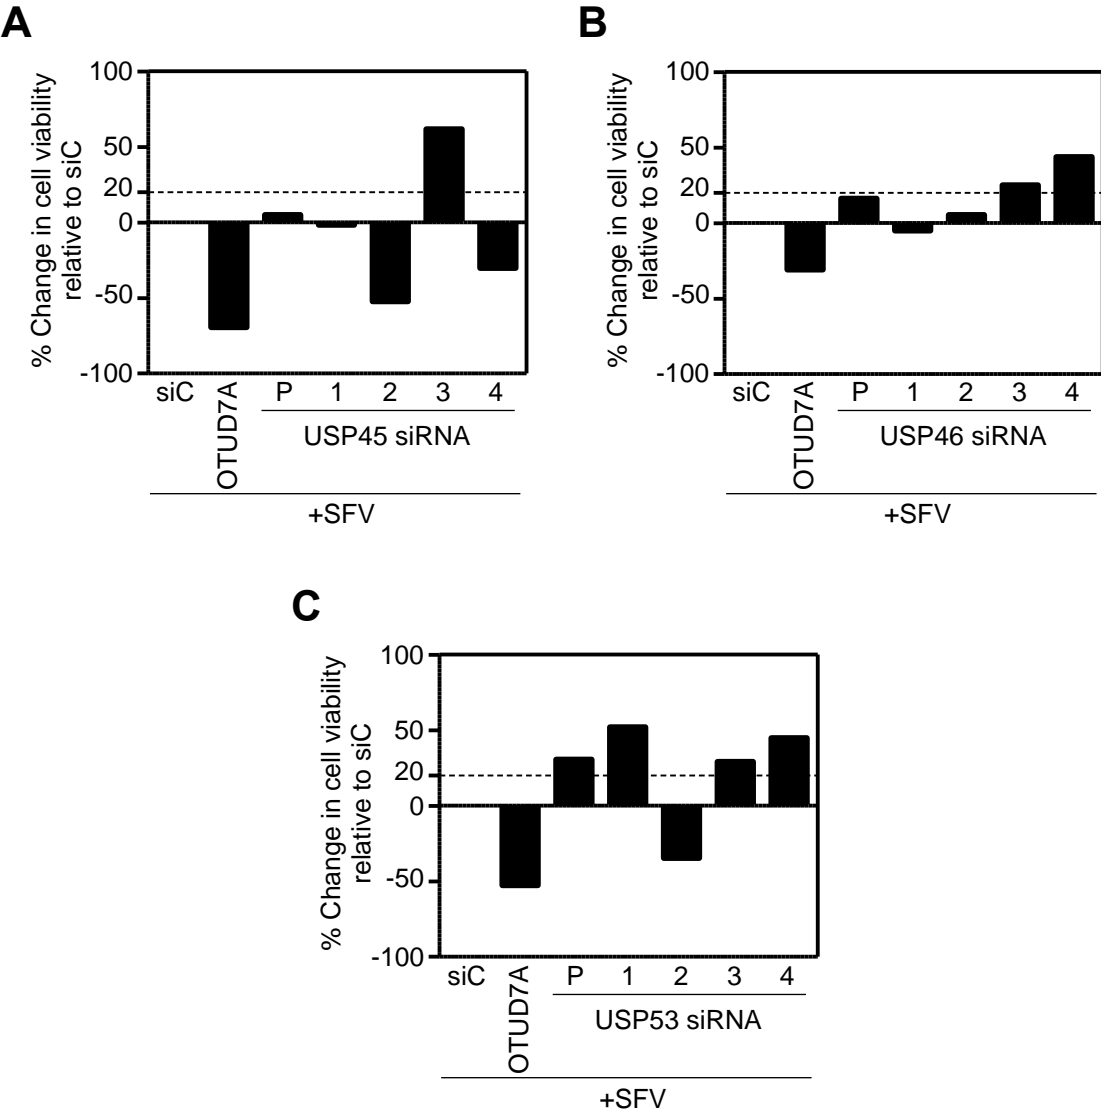 A
% Change in cell viability
relative to siC
100
50
20
0
-50
-100
siC
OTUD7A
P
1
2
3
4
USP45 siRNA
+SFV
B
% Change in cell viability
relative to siC
100
50
20
0
-50
-100
siC
OTUD7A
P
1
2
3
4
USP46 siRNA
+SFV
C
% Change in cell viability
relative to siC
100
50
20
0
-50
-100
siC
OTUD7A
P
1
2
3
4
USP53 siRNA
+SFV